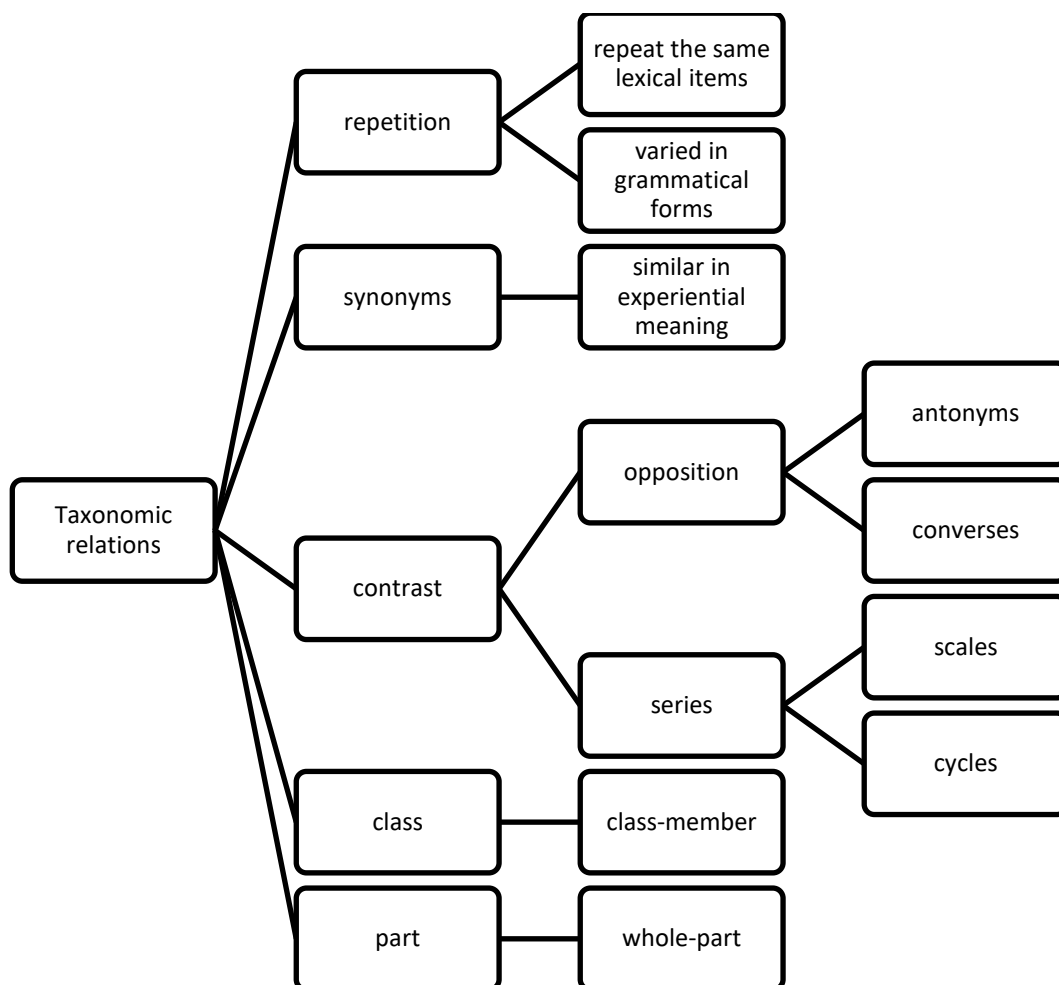 Taxonomic
relations
repetition
repeat the same
lexical items
varied in
grammatical
forms
synonyms
similar in
experiential
meaning
contrast
opposition
antonyms
converses
series
scales
cycles
class
class-member
part
whole-part